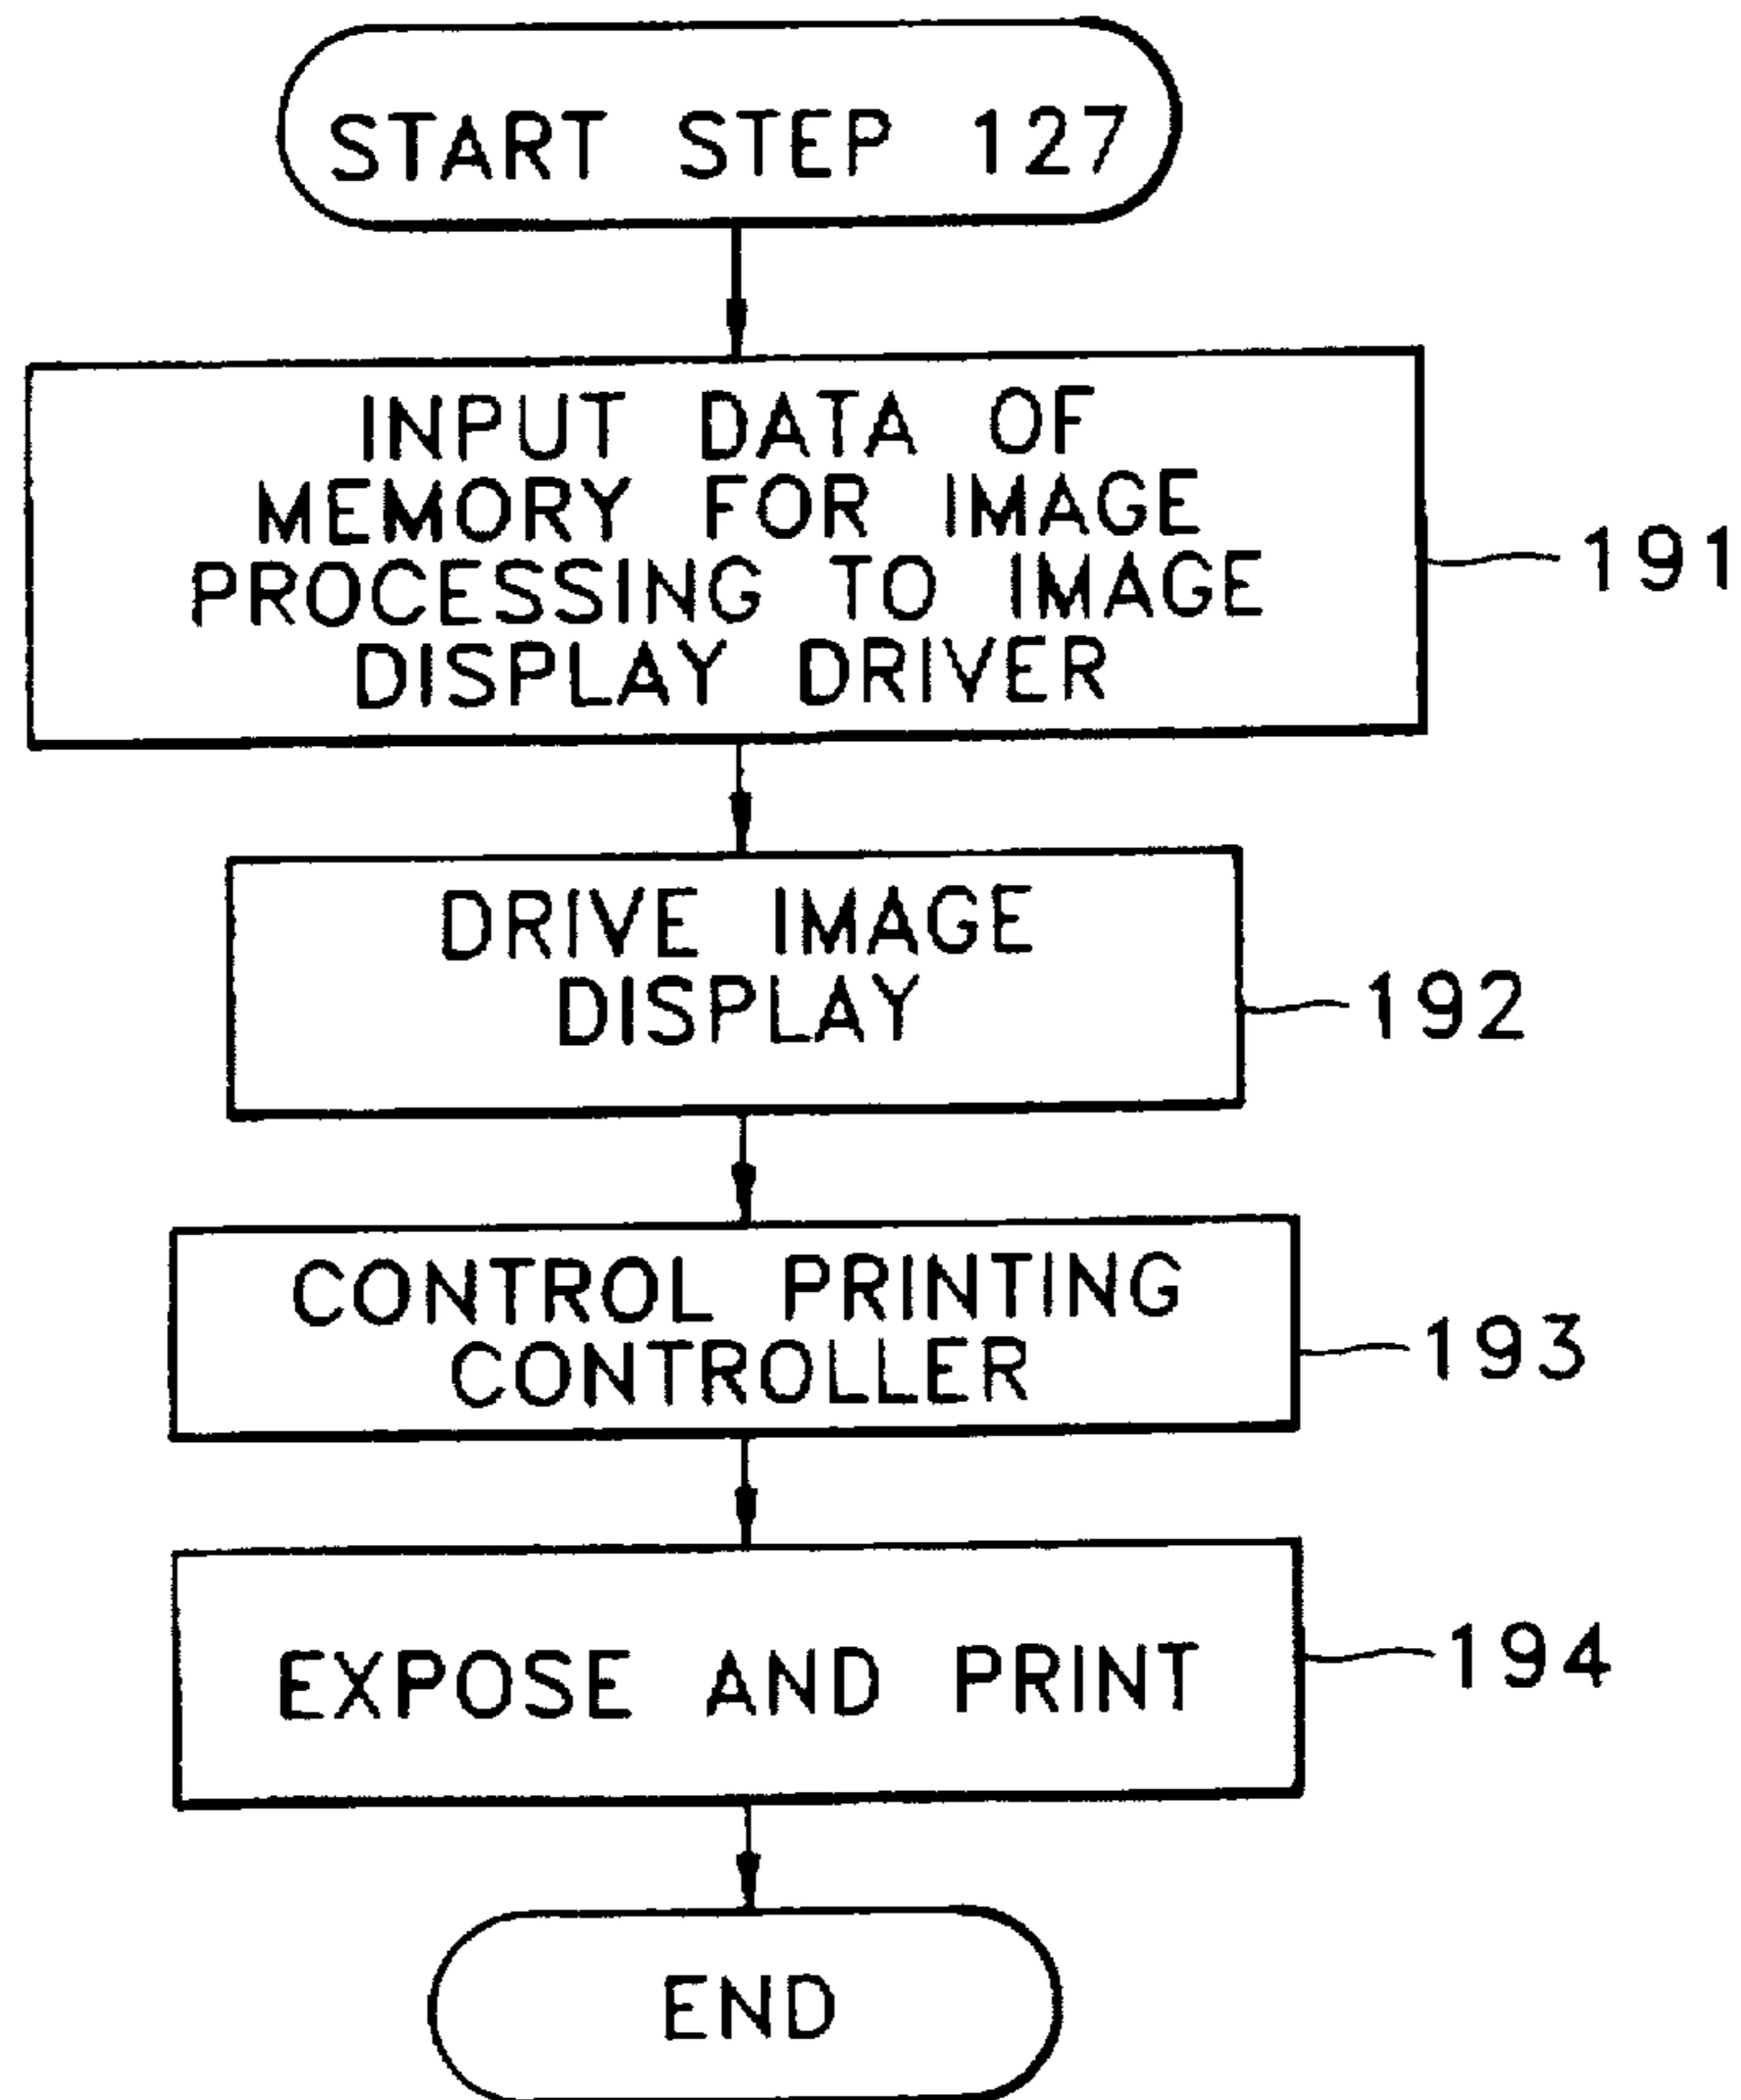 START STEP 127
INPUT DATA OF
MEMORY FOR IMAGE
PROCESSING TO IMAGE
DISPLAY DRIVER
191
DRIVE IMAGE
DISPLAY
192
CONTROL PRINTING
CONTROLLER
193
EXPOSE AND PRINT
194
END